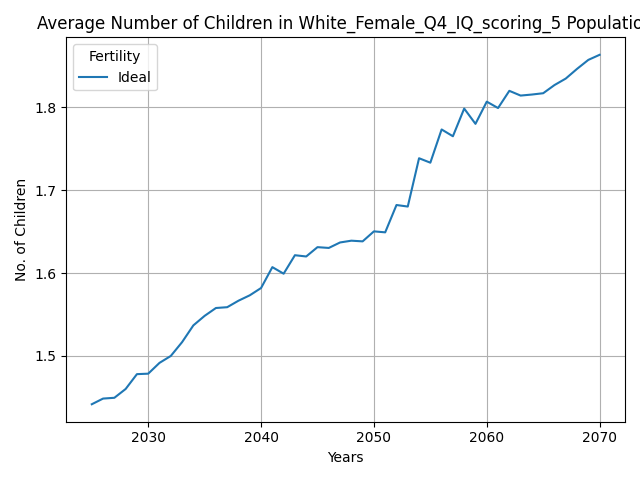 Average Number of Children in White_Female_Q4_IQ_scoring_5 Populatio
Fertility
Ideal
1.8
1.7
1.6
1.5
No. of Children
2030 2040 2050 2060 2070
Years